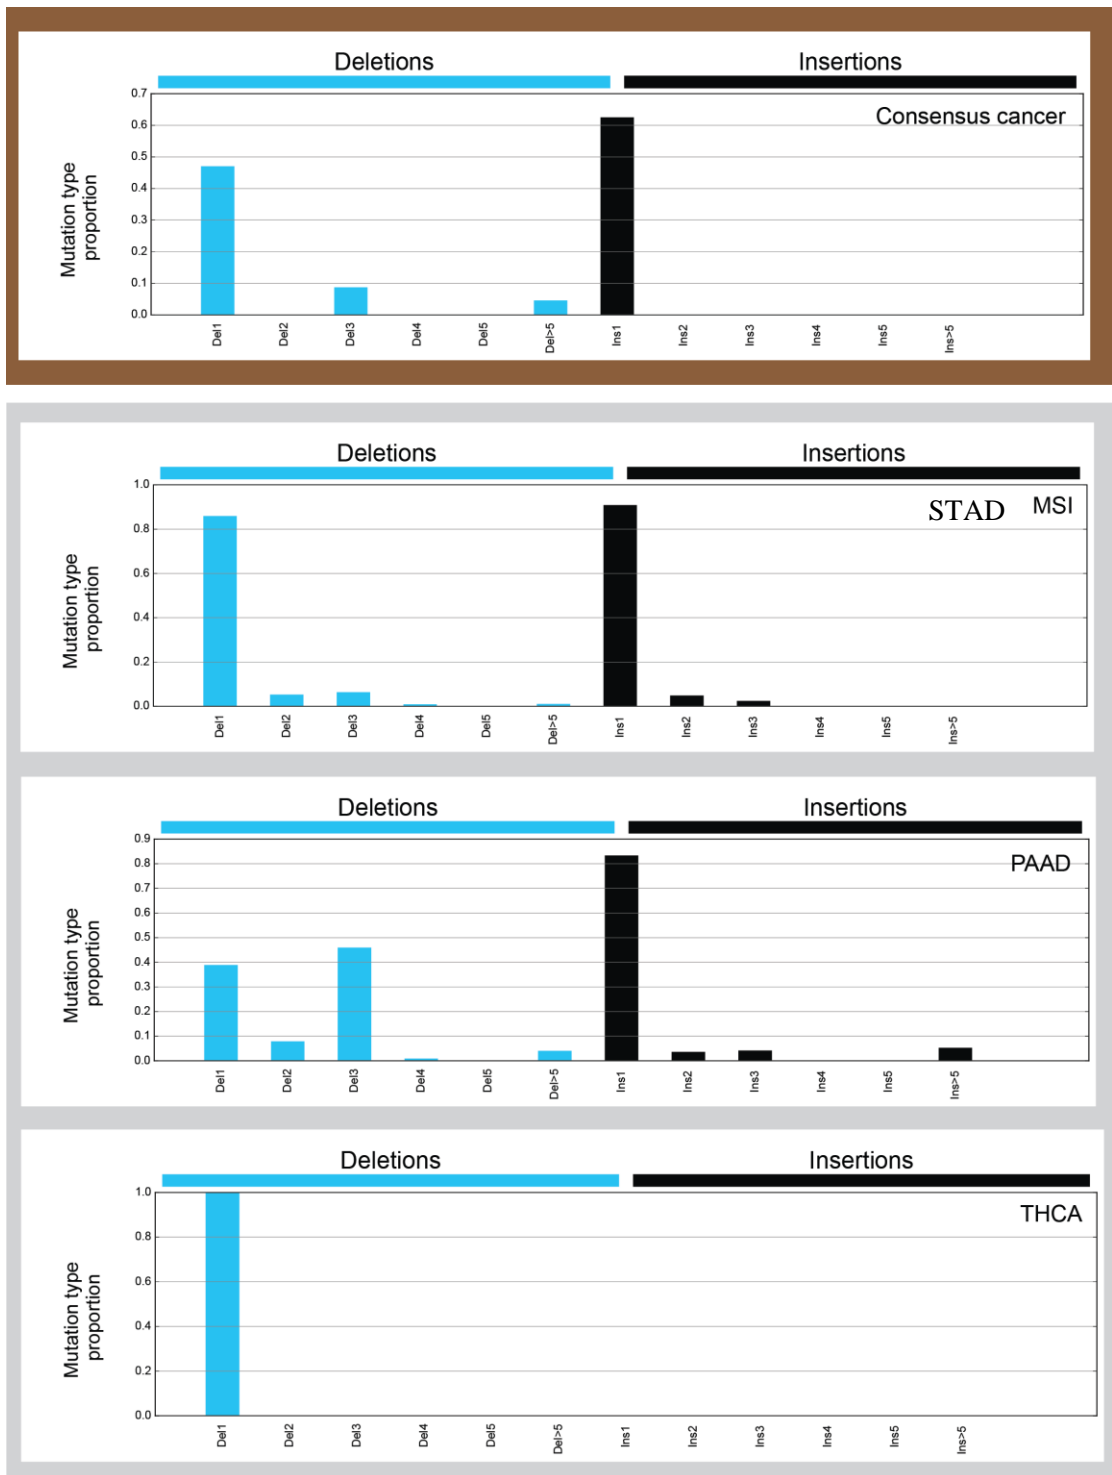 Deletions Insertions
Consensus cancer
Mutation type
proportion
0.7
0.6
0.5
0.4
0.3
0.2
0.1
0.0
Del1 Del2 Del3 Del4 Del5 Del>5 Ins1 Ins2 Ins3 Ins4 Ins5 Ins>5
Deletions Insertions
STAD MSI
Mutation type
proportion
1.0
0.8
0.6
0.4
0.2
0.0
Del1 Del2 Del3 Del4 Del5 Del>5 Ins1 Ins2 Ins3 Ins4 Ins5 Ins>5
Deletions Insertions
PAAD
Mutation type
proportion
0.9
0.8
0.7
0.6
0.5
0.4
0.3
0.2
0.1
0.0
Del1 Del2 Del3 Del4 Del5 Del>5 Ins1 Ins2 Ins3 Ins4 Ins5 Ins>5
Deletions Insertions
THCA
Mutation type
proportion
1.0
0.8
0.6
0.4
0.2
0.0
Del1 Del2 Del3 Del4 Del5 Del>5 Ins1 Ins2 Ins3 Ins4 Ins5 Ins>5